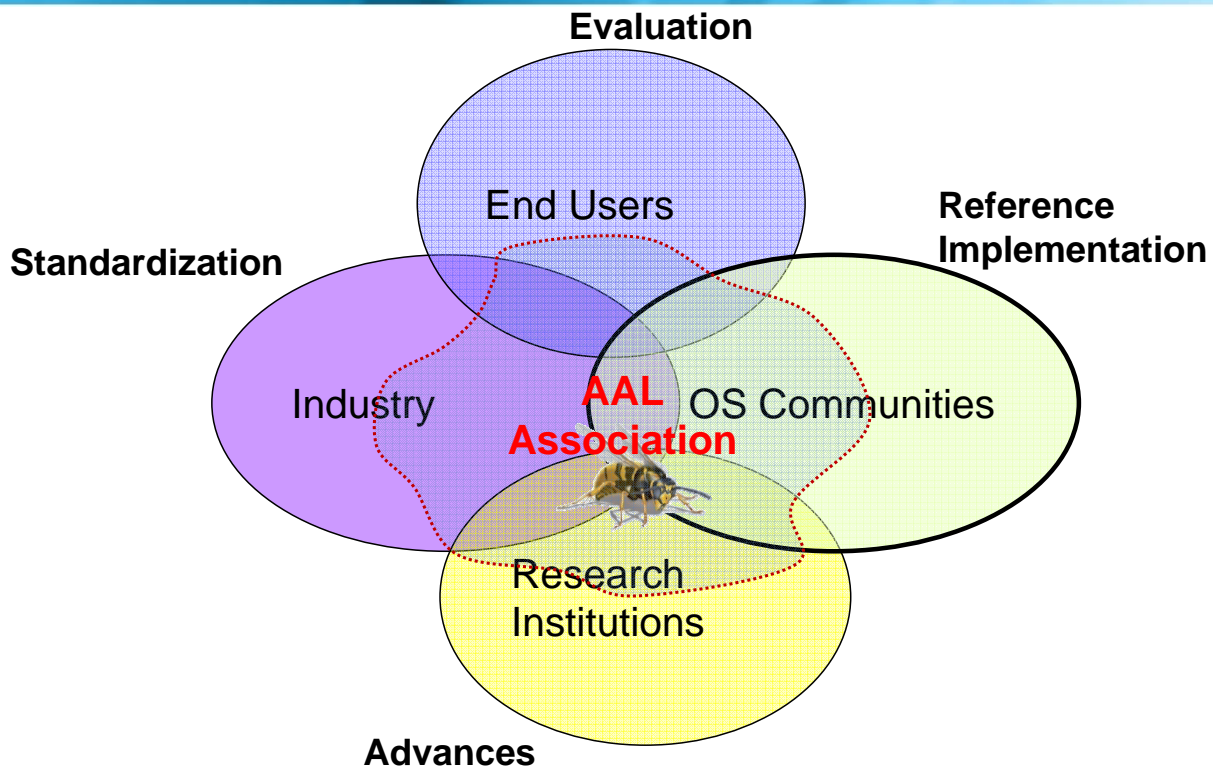 Evaluation
End Users
Reference
Implementation
Standardization
Industry
AAL
Association
OS Communities
Research
Institutions
Advances